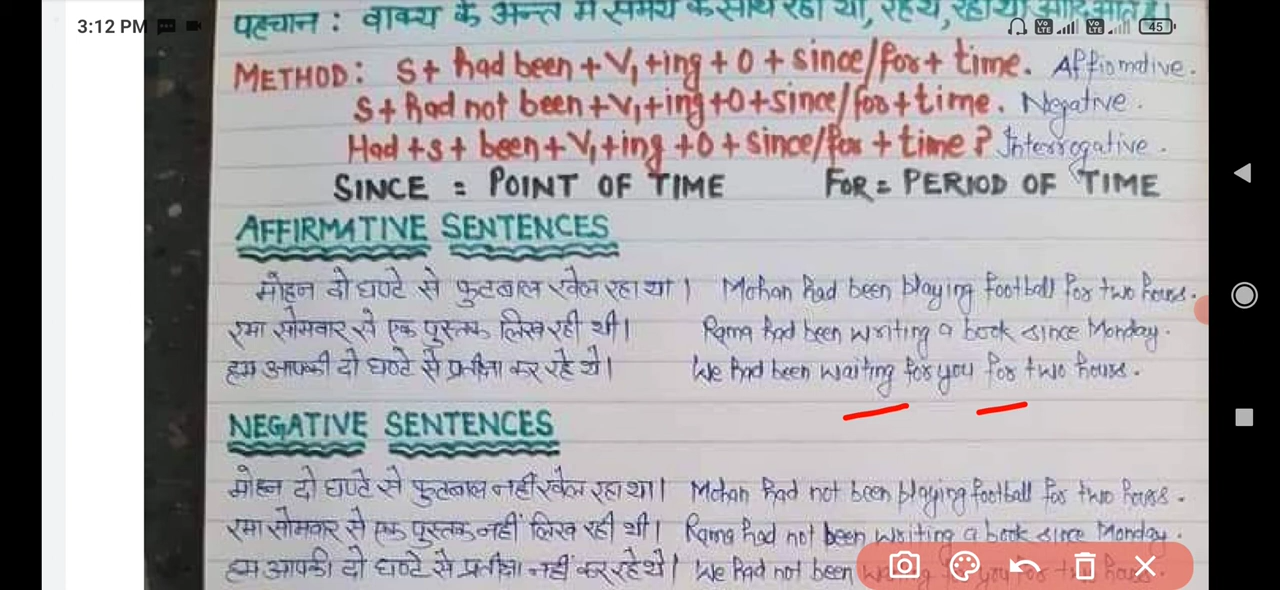 3:12 PM
45
पहचान : वाक्य के अन्त में समय के साथ रहा था, रहे थे, रही थी आदि आते हैं।
METHOD: S+ had been + V₁ +ing + O + since/for + time. Affirmative.
S + had not been + V₁ +ing +O + since/for + time. Negative.
Had + s + been + V₁ +ing + O + since/for + time ? Interrogative.
SINCE = POINT OF TIME FOR = PERIOD OF TIME
AFFIRMATIVE SENTENCES
मोहन दो घण्टे से फुटबाल खेल रहा था। Mohan had been playing football for two hours.
रमा सोमवार से एक पुस्तक लिख रही थी। Rama had been writing a book since Monday.
हम आपकी दो घण्टे से प्रतीक्षा कर रहे थे। We had been waiting for you for two hours.
NEGATIVE SENTENCES
मोहन दो घण्टे से फुटबाल नहीं खेल रहा था। Mohan had not been playing football for two hours.
रमा सोमवार से एक पुस्तक नहीं लिख रही थी। Rama had not been writing a book since Monday.
हम आपकी दो घण्टे से प्रतीक्षा नहीं कर रहे थे। We had not been